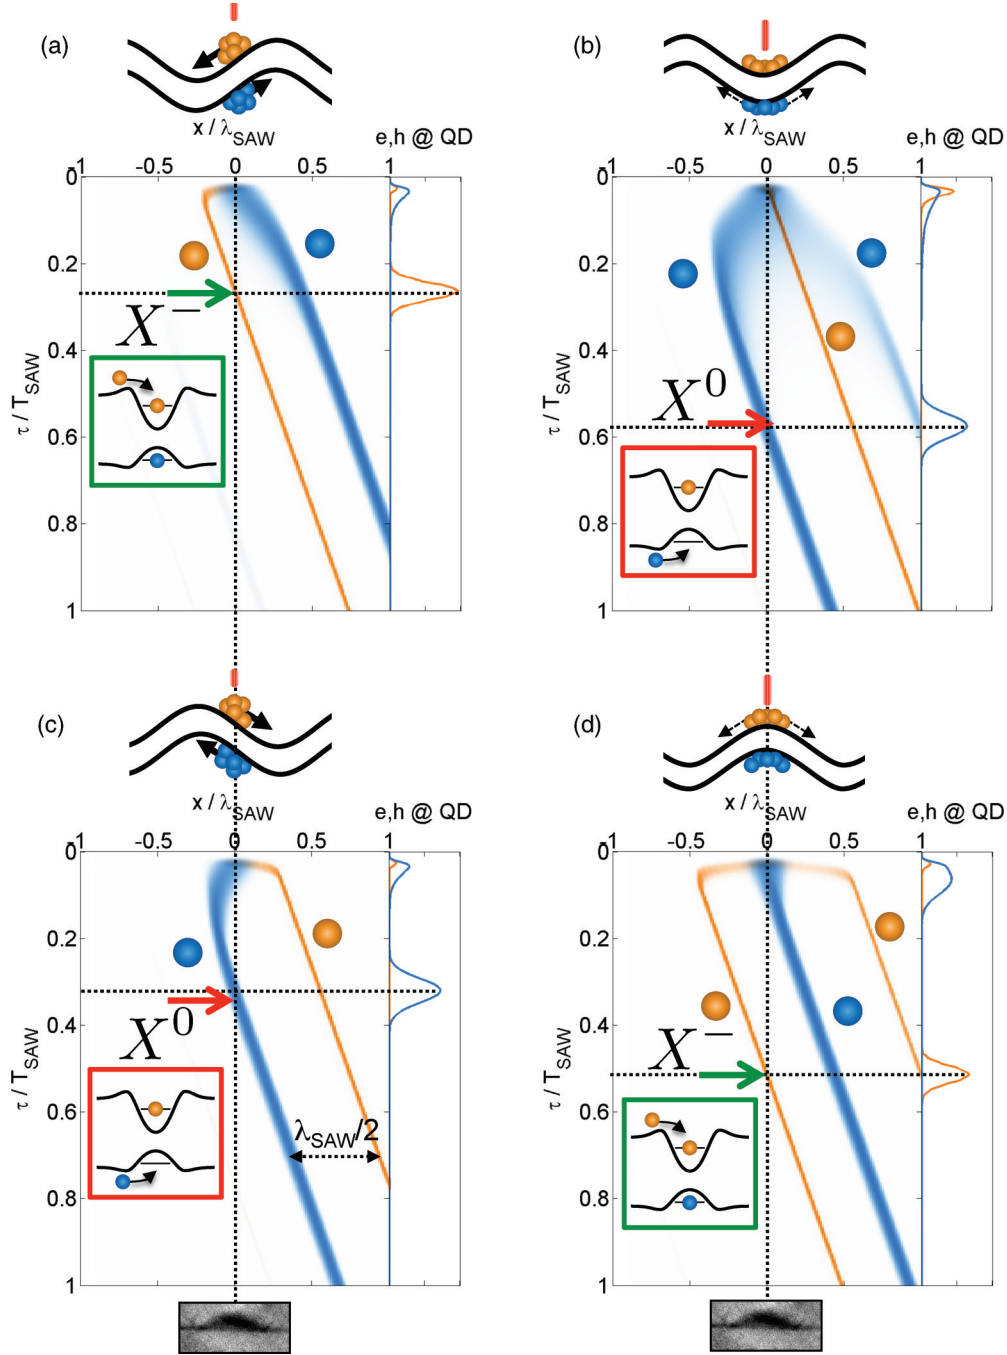 (a)
x / λSAW
e,h @ QD
-1 -0.5 0 0.5 1
0
0.2
0.4
0.6
0.8
1
τ / TSAW
X−
(b)
x / λSAW
e,h @ QD
-1 -0.5 0 0.5 1
0
0.2
0.4
0.6
0.8
1
τ / TSAW
X0
(c)
x / λSAW
e,h @ QD
-1 -0.5 0 0.5 1
0
0.2
0.4
0.6
0.8
1
τ / TSAW
X0
λSAW/2
(d)
x / λSAW
e,h @ QD
-1 -0.5 0 0.5 1
0
0.2
0.4
0.6
0.8
1
τ / TSAW
X−